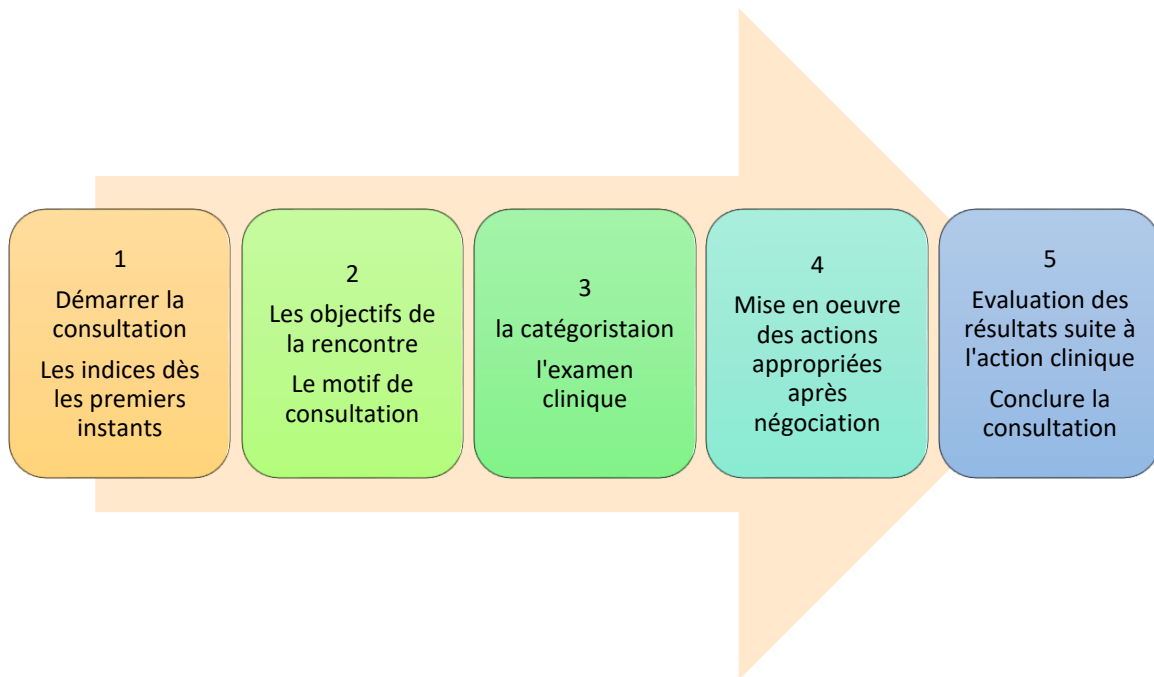 1
Démarrer la
consultation
Les indices dès
les premiers
instants
2
Les objectifs de
la rencontre
Le motif de
consultation
3
la catégoristaion
l'examen
clinique
4
Mise en oeuvre
des actions
appropriées
après
négociation
5
Evaluation des
résultats suite à
l'action clinique
Conclure la
consultation